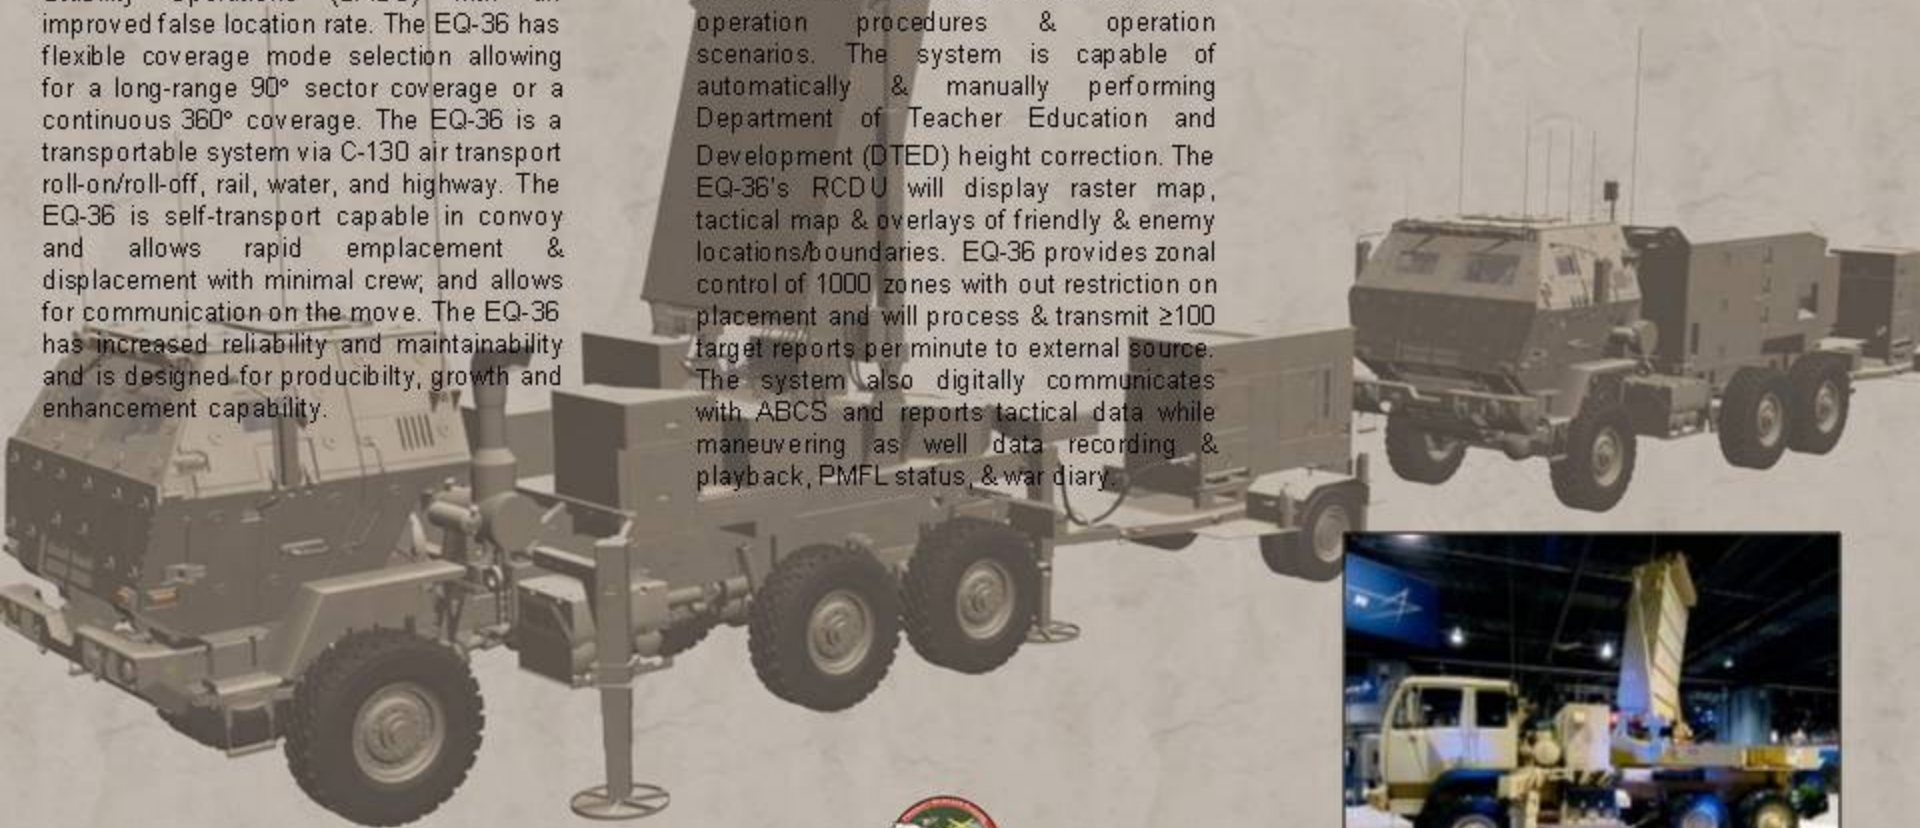 improved false location rate. The EQ-36 has
flexible coverage mode selection allowing
for a long-range 90° sector coverage or a
continuous 360° coverage. The EQ-36 is a
transportable system via C-130 air transport
roll-on/roll-off, rail, water, and highway. The
EQ-36 is self-transport capable in convoy
and allows rapid emplacement &
displacement with minimal crew; and allows
for communication on the move. The EQ-36
has increased reliability and maintainability
and is designed for producibilty, growth and
enhancement capability.
operation procedures & operation
scenarios. The system is capable of
automatically & manually performing
Department of Teacher Education and
Development (DTED) height correction. The
EQ-36's RCDU will display raster map,
tactical map & overlays of friendly & enemy
locations/boundaries. EQ-36 provides zonal
control of 1000 zones with out restriction on
placement and will process & transmit ≥100
target reports per minute to external source.
The system also digitally communicates
with ABCS and reports tactical data while
maneuvering as well data recording &
playback, PMFL status, & war diary.